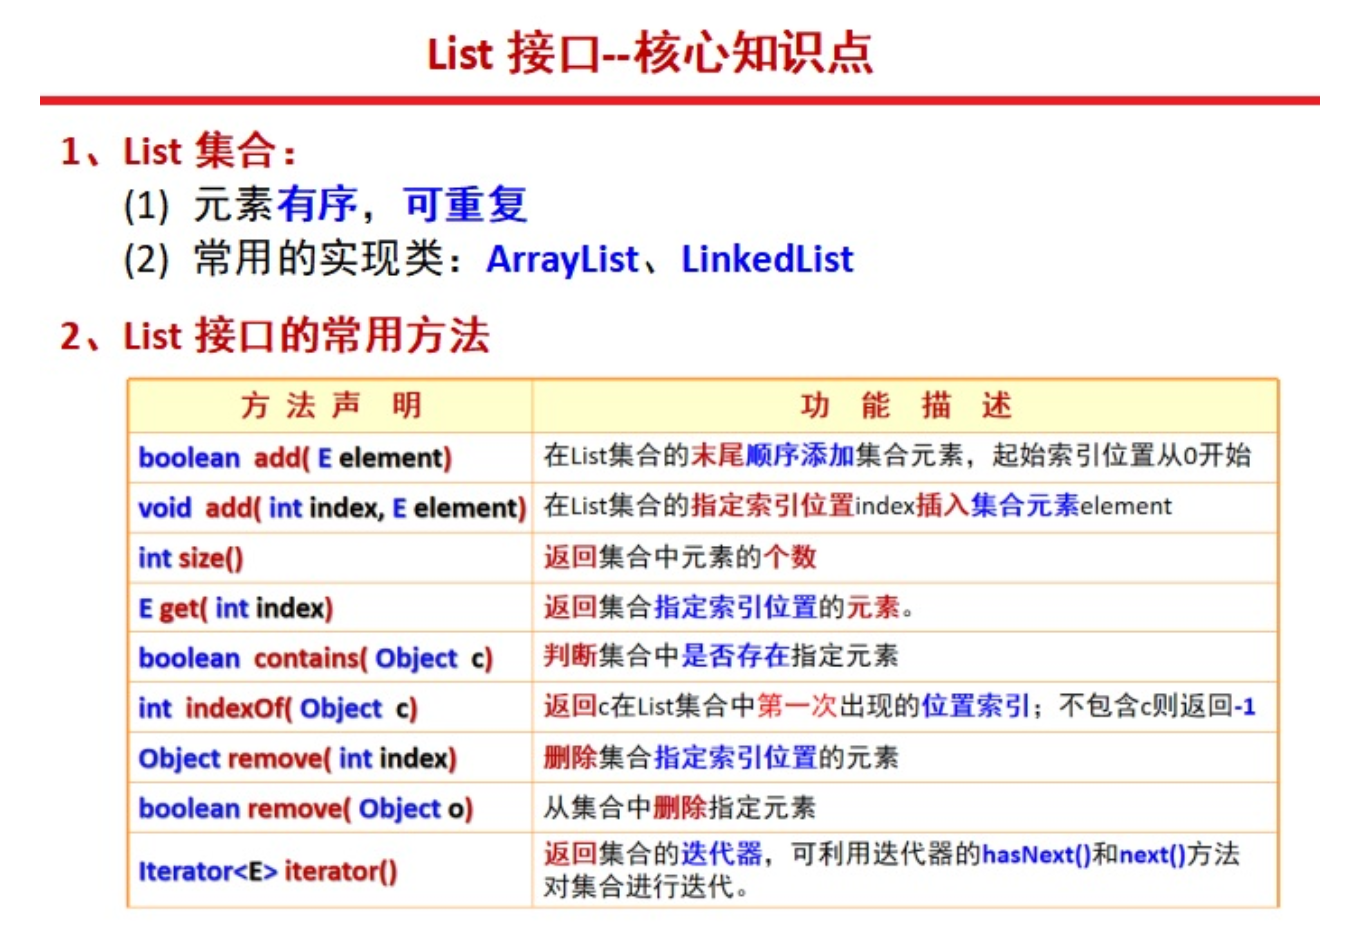 List 接口--核心知识点
1、List 集合：
(1) 元素有序，可重复
(2) 常用的实现类：ArrayList、LinkedList
2、List 接口的常用方法
方法声 明 功 能 描 述
boolean add( E element) 在List集合的末尾顺序添加集合元素，起始索引位置从0开始
void add( int index, E element) 在List集合的指定索引位置index插入集合元素element
int size() 返回集合中元素的个数
E get( int index) 返回集合指定索引位置的元素。
boolean contains( Object c) 判断集合中是否存在指定元素
int indexOf( Object c) 返回c在List集合中第一次出现的位置索引；不包含c则返回-1
Object remove( int index) 删除集合指定索引位置的元素
boolean remove( Object o) 从集合中删除指定元素
Iterator<E> iterator() 返回集合的迭代器，可利用迭代器的hasNext()和next()方法
对集合进行迭代。